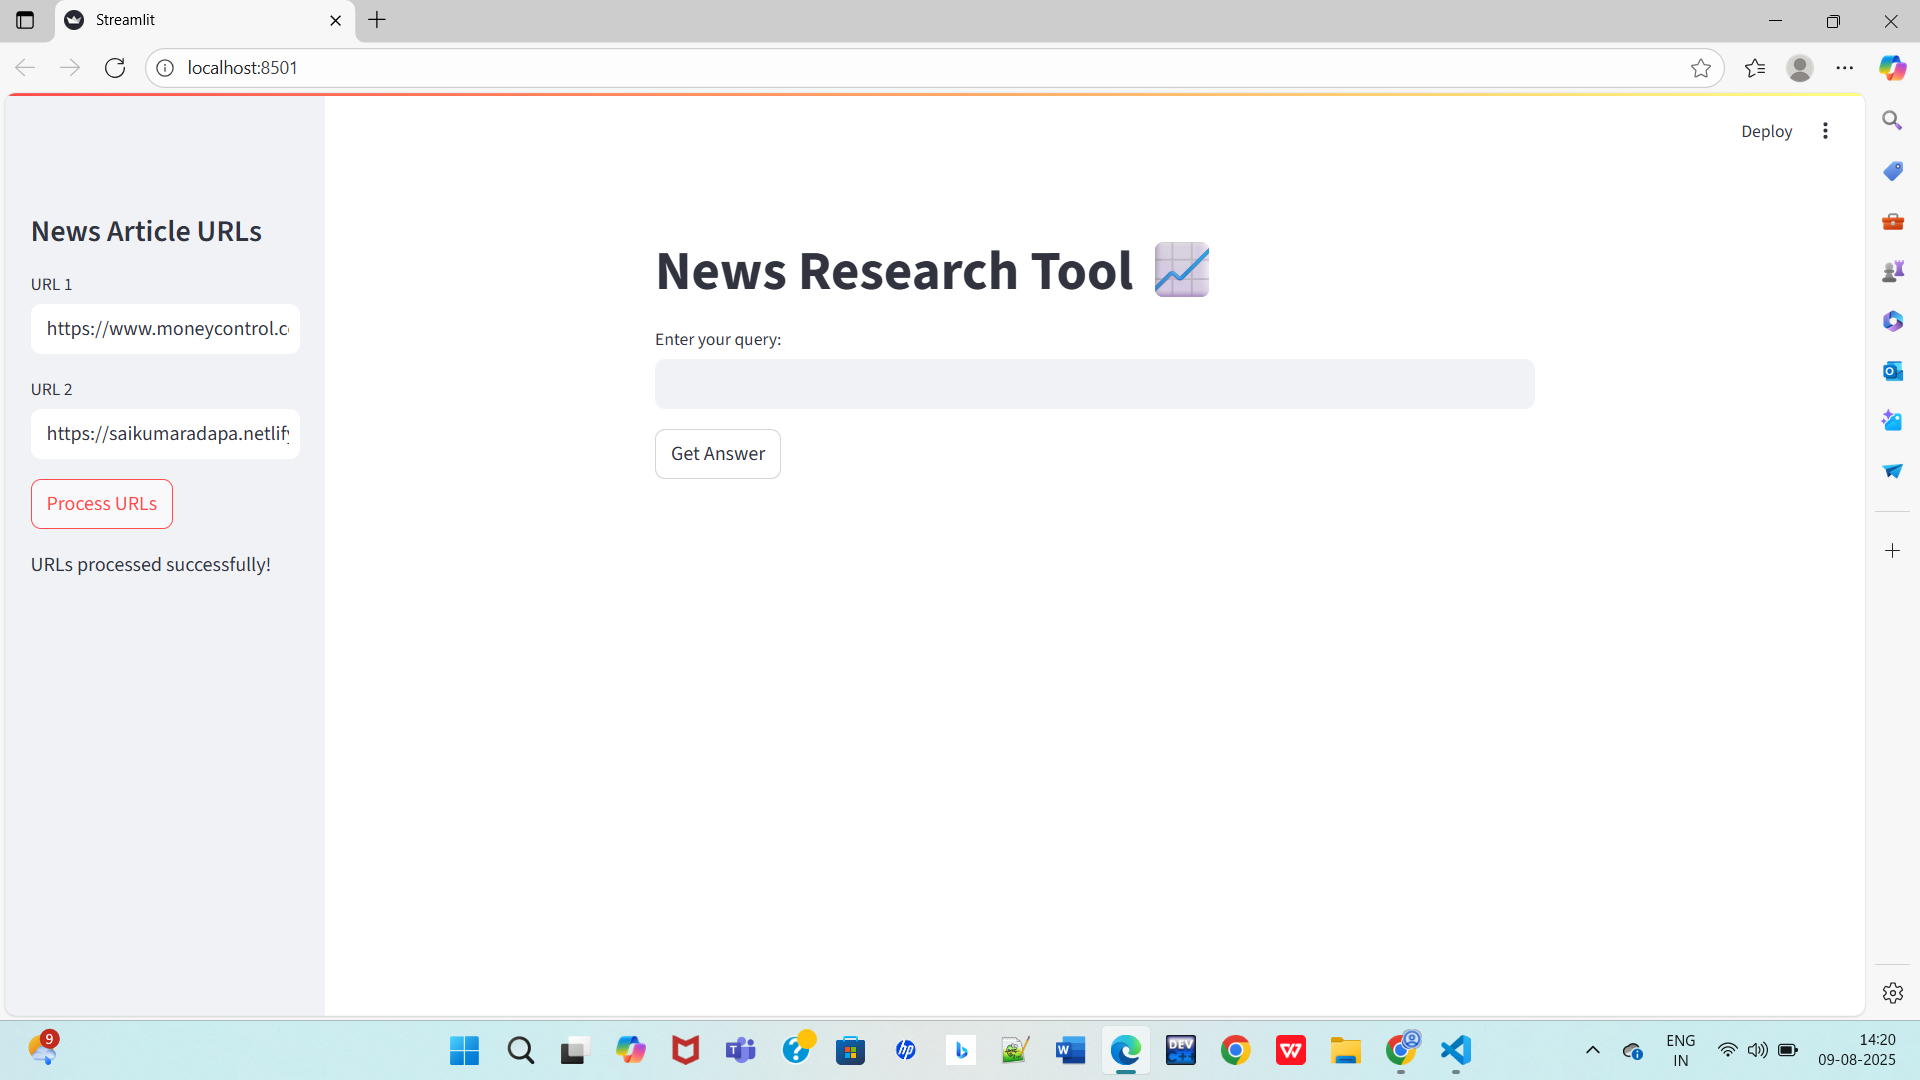 Streamlit
localhost:8501
Deploy
News Article URLs
URL 1
https://www.moneycontrol.c
URL 2
https://saikumaradapa.netlify
Process URLs
URLs processed successfully!
News Research Tool
Enter your query:
Get Answer
9
ENG
IN
14:20
09-08-2025